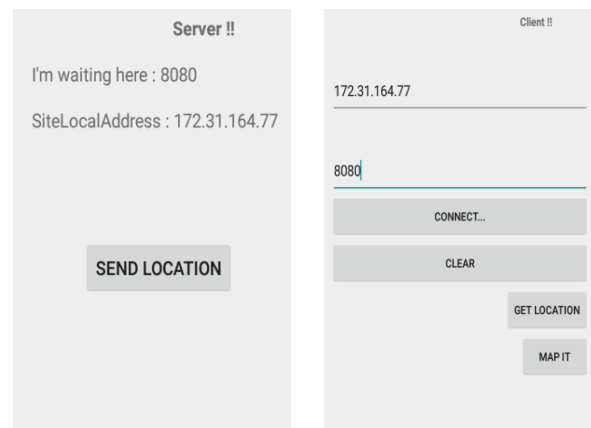 Server !!
I'm waiting here : 8080
SiteLocalAddress : 172.31.164.77
SEND LOCATION
Client !!
172.31.164.77
8080
CONNECT...
CLEAR
GET LOCATION
MAP IT